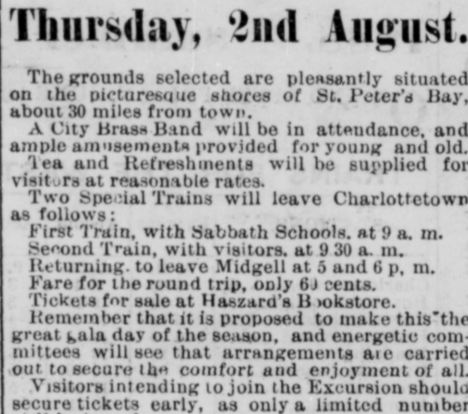 Thursday, 2nd August.
The grounds selected are pleasantly situated
on the picturesque shores of St. Peter's Bay,
about 30 miles from town.
A City Brass Band will be in attendance, and
ample amusements provided for young and old.
Tea and Refreshments will be supplied for
visitors at reasonable rates.
Two Special Trains will leave Charlottetown
as follows:
First Train, with Sabbath Schools, at 9 a. m.
Second Train, with visitors, at 9 30 a. m.
Returning, to leave Midgell at 5 and 6 p, m.
Fare for the round trip, only 60 cents.
Tickets for sale at Haszard's Bookstore.
Remember that it is proposed to make this the
great gala day of the season, and energetic com-
mittees will see that arrangements are carried
out to secure the comfort and enjoyment of all.
Visitors intending to join the Excursion should
secure tickets early, as only a limited number